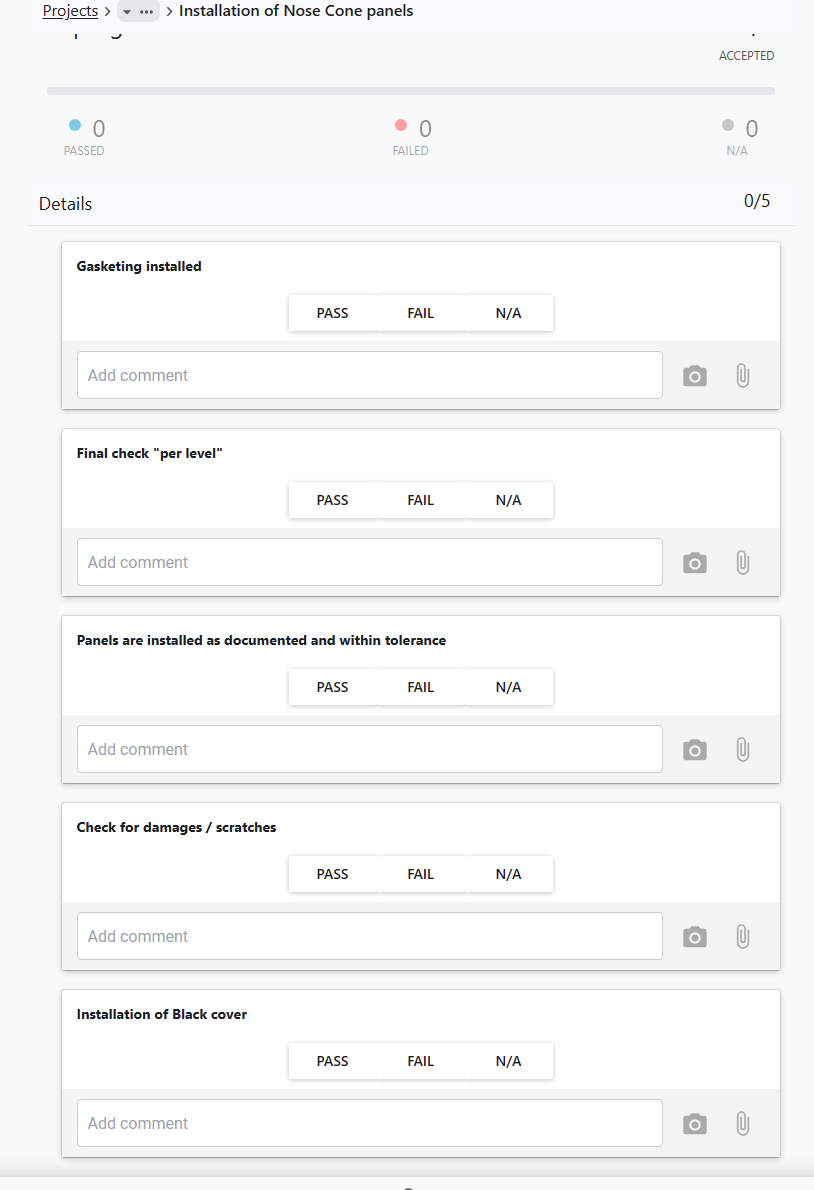 Projects > ... > Installation of Nose Cone panels
ACCEPTED
0 0 0
PASSED FAILED N/A
Details 0/5
Gasketing installed
PASS FAIL N/A
Add comment
Final check "per level"
PASS FAIL N/A
Add comment
Panels are installed as documented and within tolerance
PASS FAIL N/A
Add comment
Check for damages / scratches
PASS FAIL N/A
Add comment
Installation of Black cover
PASS FAIL N/A
Add comment